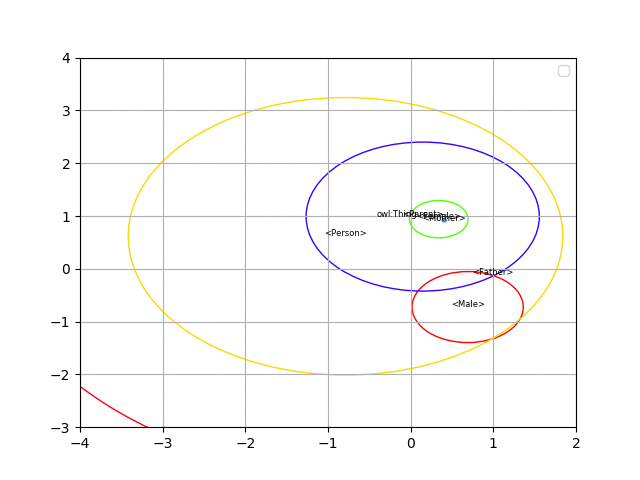 4
3
2
owl:Thing
<Parent>
<Mother>
1
<Person>
<Father>
0
<Male>
−1
−2
−3
−4 −3 −2 −1 0 1 2